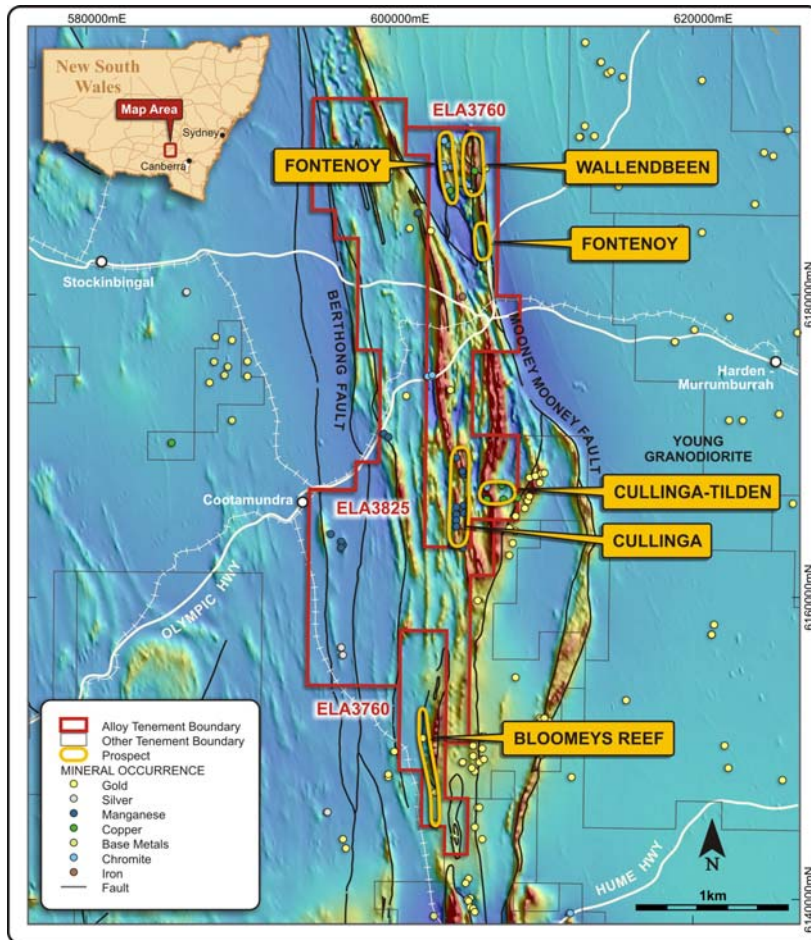 580000mE
600000mE
620000mE
New South
Wales
Map Area
Sydney
Canberra
ELA3760
FONTENOY
WALLENDBEEN
FONTENOY
Stockinbingal
6180000mN
BERTHONG FAULT
MOONEY MOONEY FAULT
Harden -
Murrumburrah
YOUNG
GRANODIORITE
Cootamundra
ELA3825
CULLINGA-TILDEN
CULLINGA
OLYMPIC HWY
6160000mN
ELA3760
BLOOMEYS REEF
Alloy Tenement Boundary
Other Tenement Boundary
Prospect
MINERAL OCCURRENCE
Gold
Silver
Manganese
Copper
Base Metals
Chromite
Iron
Fault
N
HUME HWY
1km
6140000mN